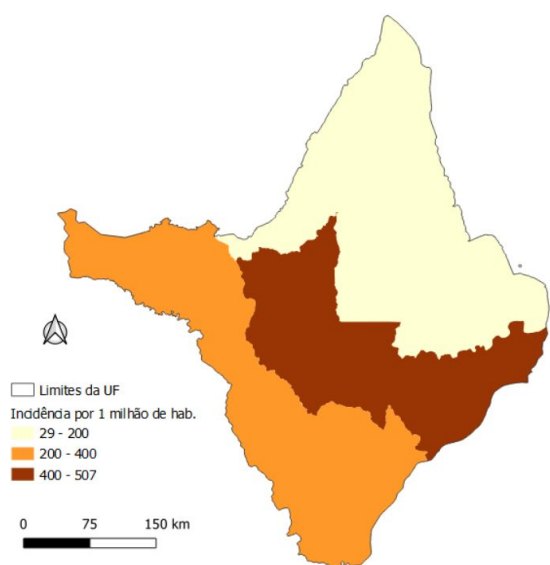 Limites da UF
Incidência por 1 milhão de hab.
29 - 200
200 - 400
400 - 507
0 75 150 km